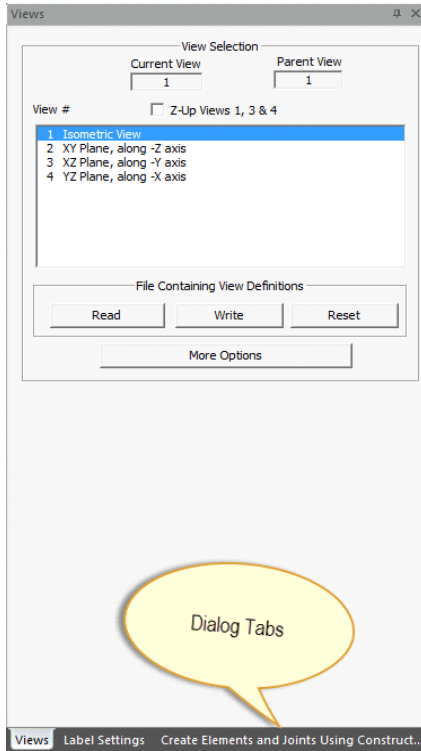 Views
View Selection
Current View Parent View
1 1
View # Z-Up Views 1, 3 & 4
1 Isometric View
2 XY Plane, along -Z axis
3 XZ Plane, along -Y axis
4 YZ Plane, along -X axis
File Containing View Definitions
Read Write Reset
More Options
Dialog Tabs
Views Label Settings Create Elements and Joints Using Construct...